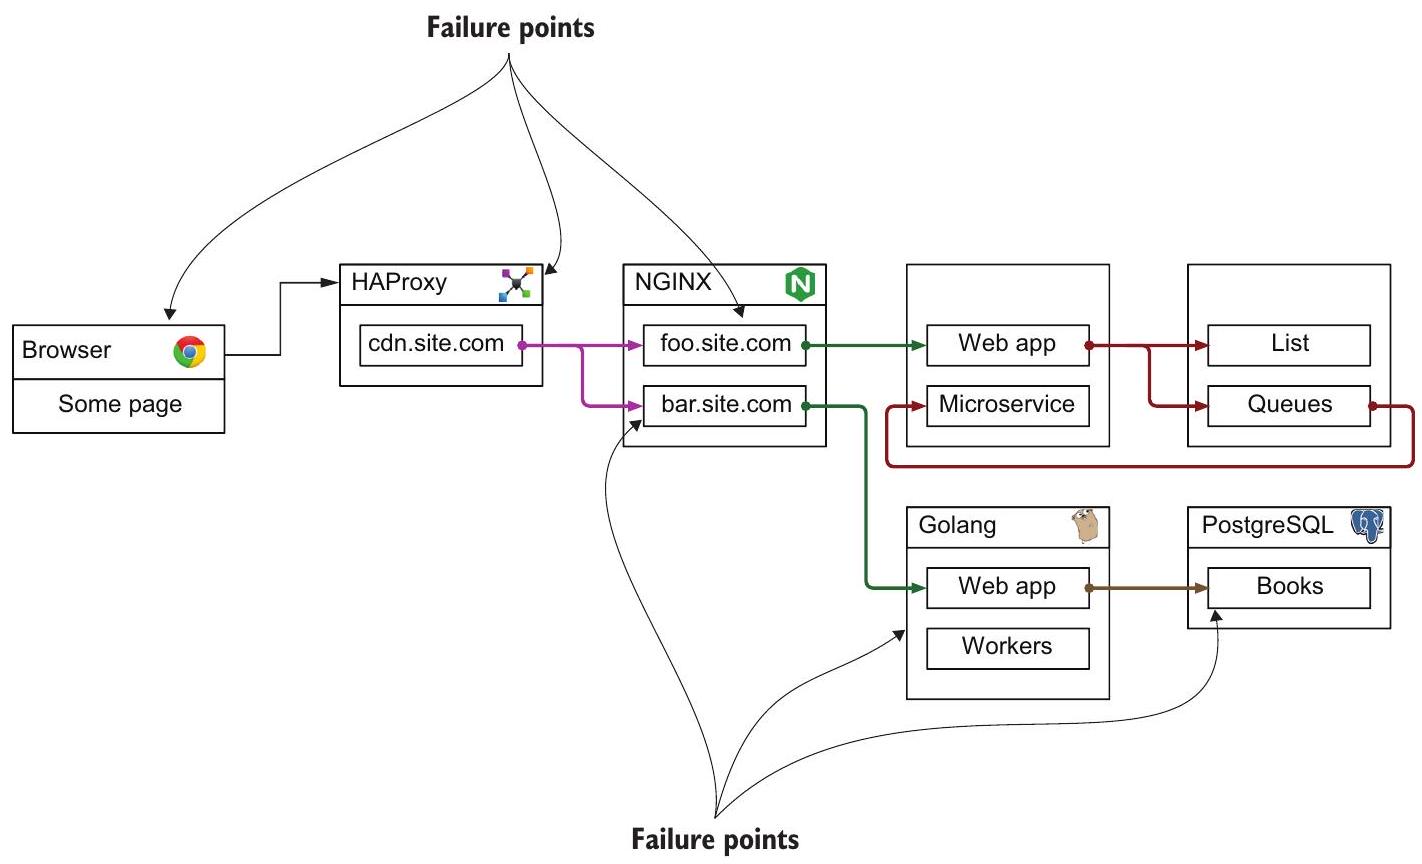 Failure points
HAProxy
NGINX
N
Browser
cdn.site.com
foo.site.com
Web app
List
Some page
bar.site.com
Microservice
Queues
Golang
PostgreSQL
Web app
Books
Workers
Failure points